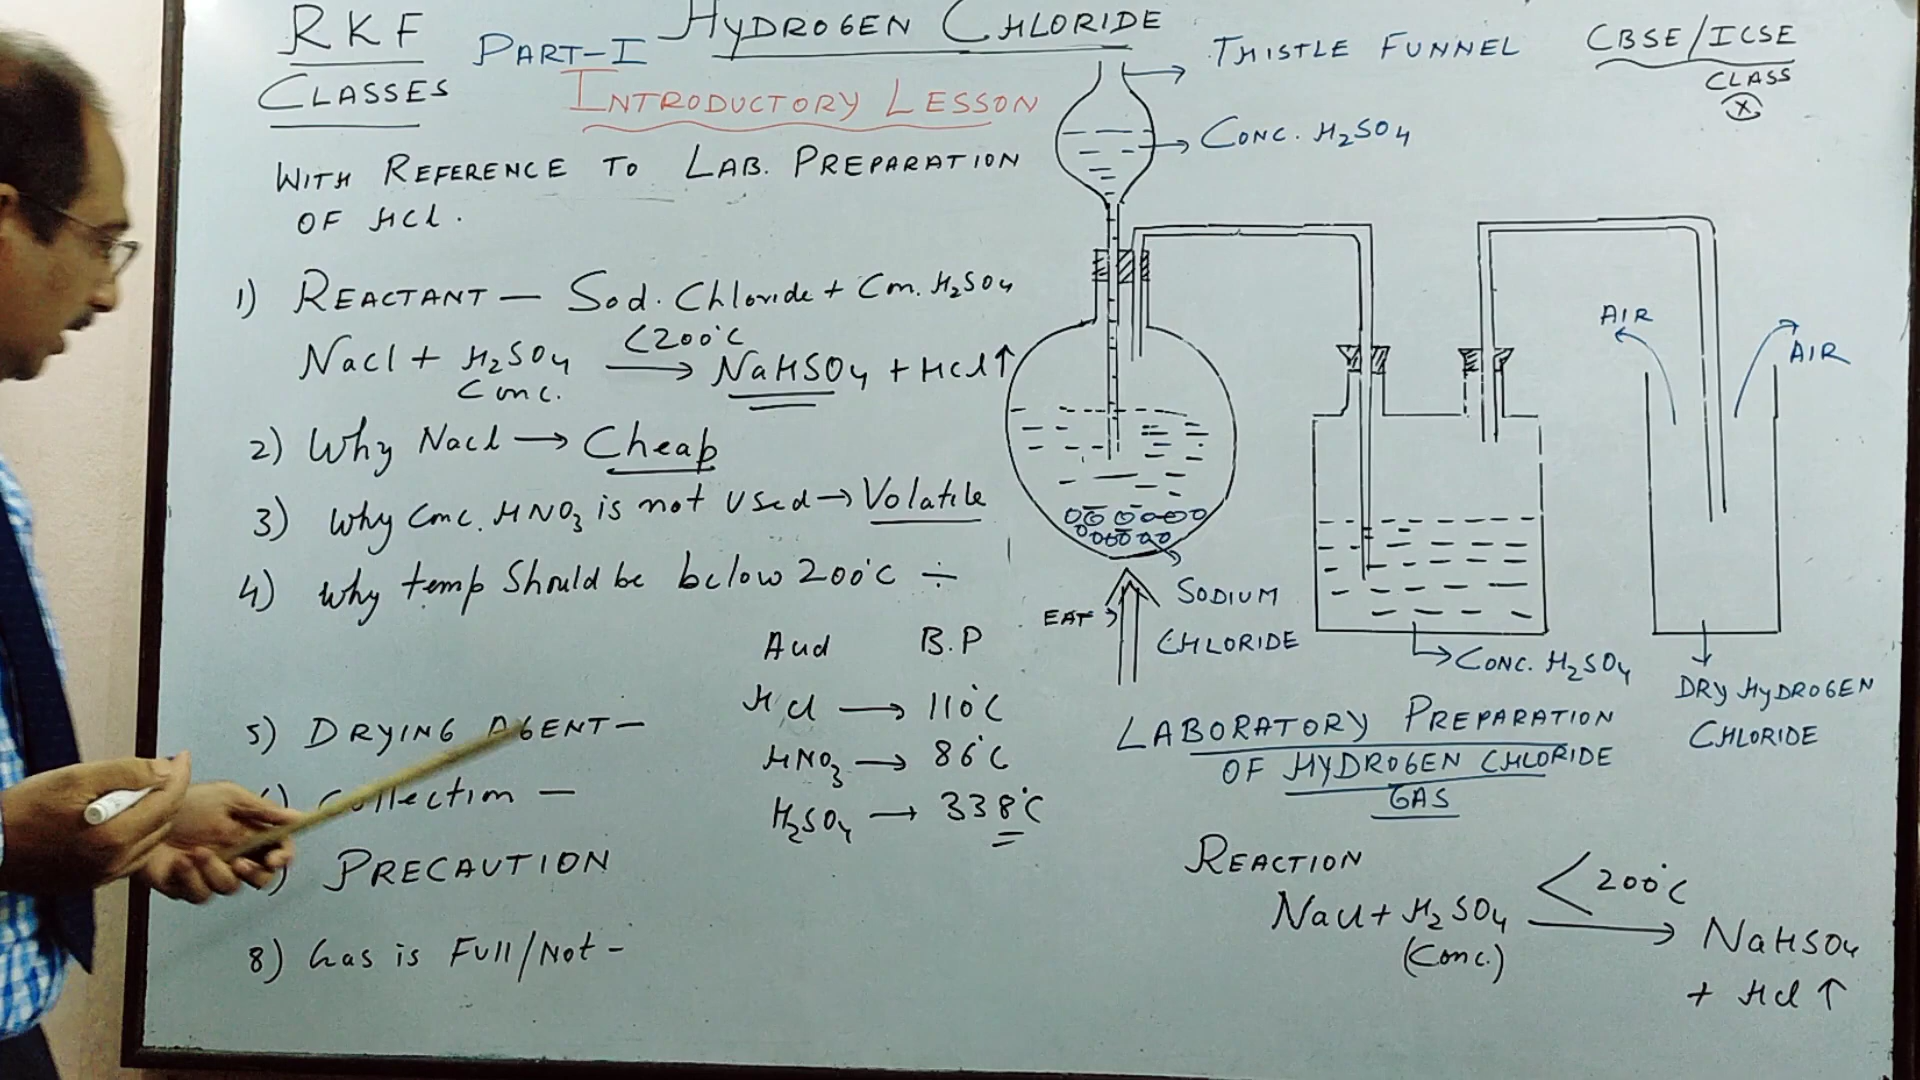 RKF
CLASSES
PART-I
HYDROGEN CHLORIDE
INTRODUCTORY LESSON
CBSE/ICSE
CLASS
X
WITH REFERENCE TO LAB. PREPARATION
OF HCl.
1) REACTANT — Sod. Chloride + Con. H2SO4
NaCl + H2SO4 <200°C → NaHSO4 + HCl↑
Conc.
2) Why NaCl → Cheap
3) Why Conc. HNO3 is not used → Volatile
4) Why temp Should be below 200°C ÷
Acid B.P
HCl → 110°C
HNO3 → 86°C
H2SO4 → 338°C
5) DRYING AGENT —
) Collection —
) PRECAUTION
8) Gas is Full/Not -
THISTLE FUNNEL
CONC. H2SO4
AIR
AIR
EAT
SODIUM
CHLORIDE
CONC. H2SO4
DRY HYDROGEN
CHLORIDE
LABORATORY PREPARATION
OF HYDROGEN CHLORIDE
GAS
REACTION
NaCl + H2SO4 <200°C → NaHSO4
(Conc.)
+ HCl ↑